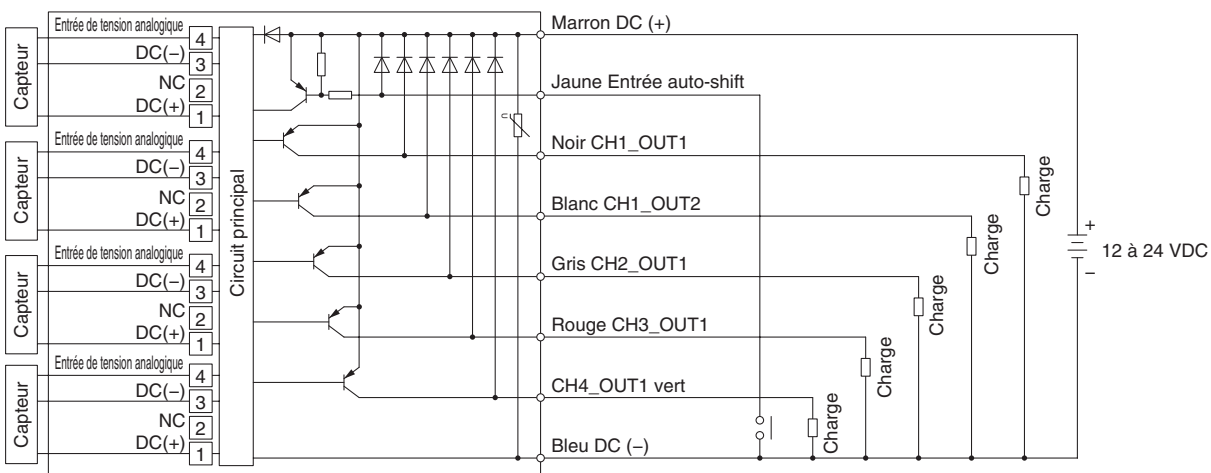 Capteur
Entrée de tension analogique
4
DC(−)
3
NC
2
DC(+)
1
Capteur
Entrée de tension analogique
4
DC(−)
3
NC
2
DC(+)
1
Capteur
Entrée de tension analogique
4
DC(−)
3
NC
2
DC(+)
1
Capteur
Entrée de tension analogique
4
DC(−)
3
NC
2
DC(+)
1
Circuit principal
Marron DC (+)
Jaune Entrée auto-shift
Noir CH1_OUT1
Blanc CH1_OUT2
Gris CH2_OUT1
Rouge CH3_OUT1
CH4_OUT1 vert
Bleu DC (−)
Charge
Charge
Charge
Charge
Charge
+
12 à 24 VDC
−